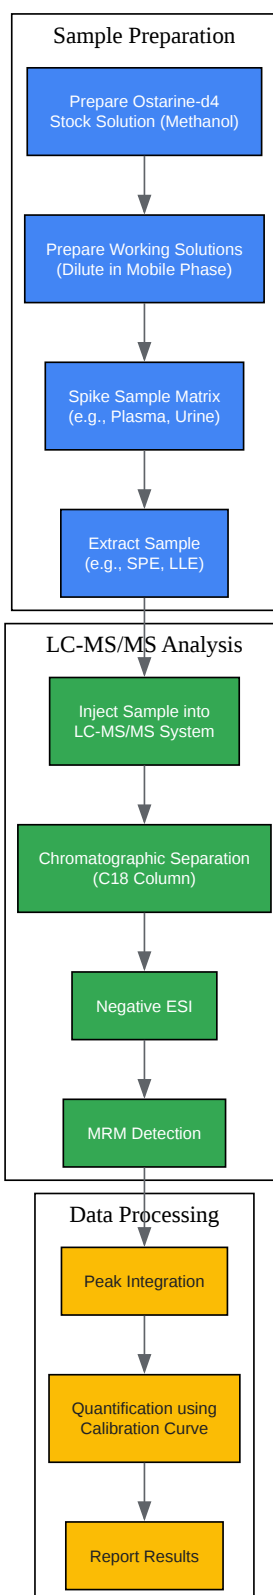 Sample Preparation
Prepare Ostarine-d4
Stock Solution (Methanol)
Prepare Working Solutions
(Dilute in Mobile Phase)
Spike Sample Matrix
(e.g., Plasma, Urine)
Extract Sample
(e.g., SPE, LLE)
LC-MS/MS Analysis
Inject Sample into
LC-MS/MS System
Chromatographic Separation
(C18 Column)
Negative ESI
MRM Detection
Data Processing
Peak Integration
Quantification using
Calibration Curve
Report Results